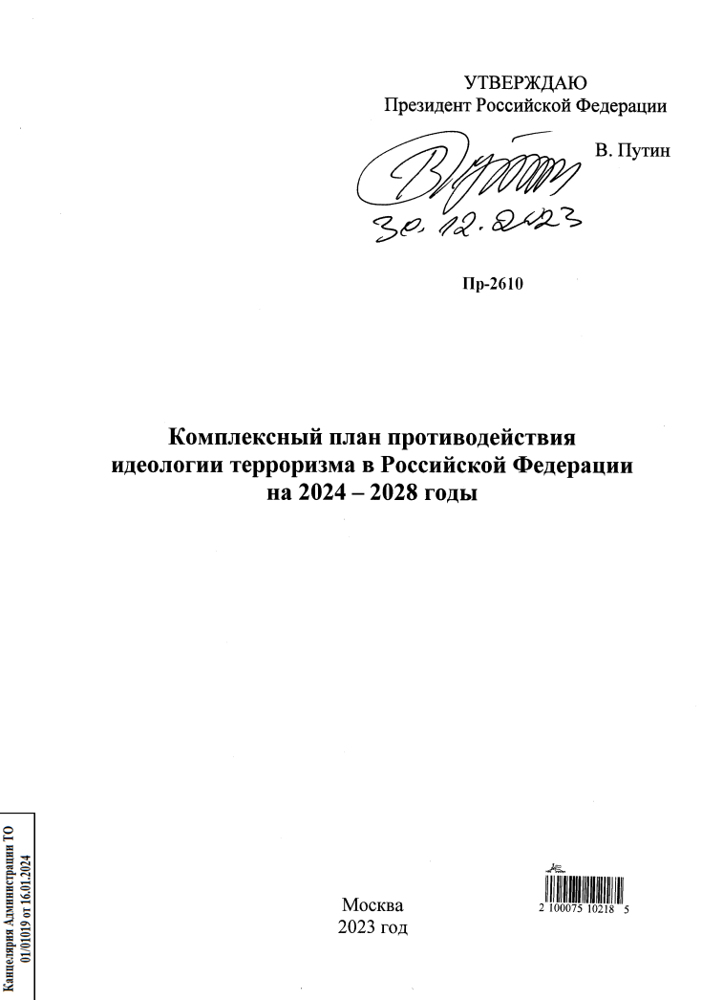 УТВЕРЖДАЮ
Президент Российской Федерации
В. Путин
30.12.2023
Пр-2610
Комплексный план противодействия
идеологии терроризма в Российской Федерации
на 2024 – 2028 годы
Канцелярия Администрации ТО
01/01019 от 16.01.2024
2 100075 10218 5
Москва
2023 год